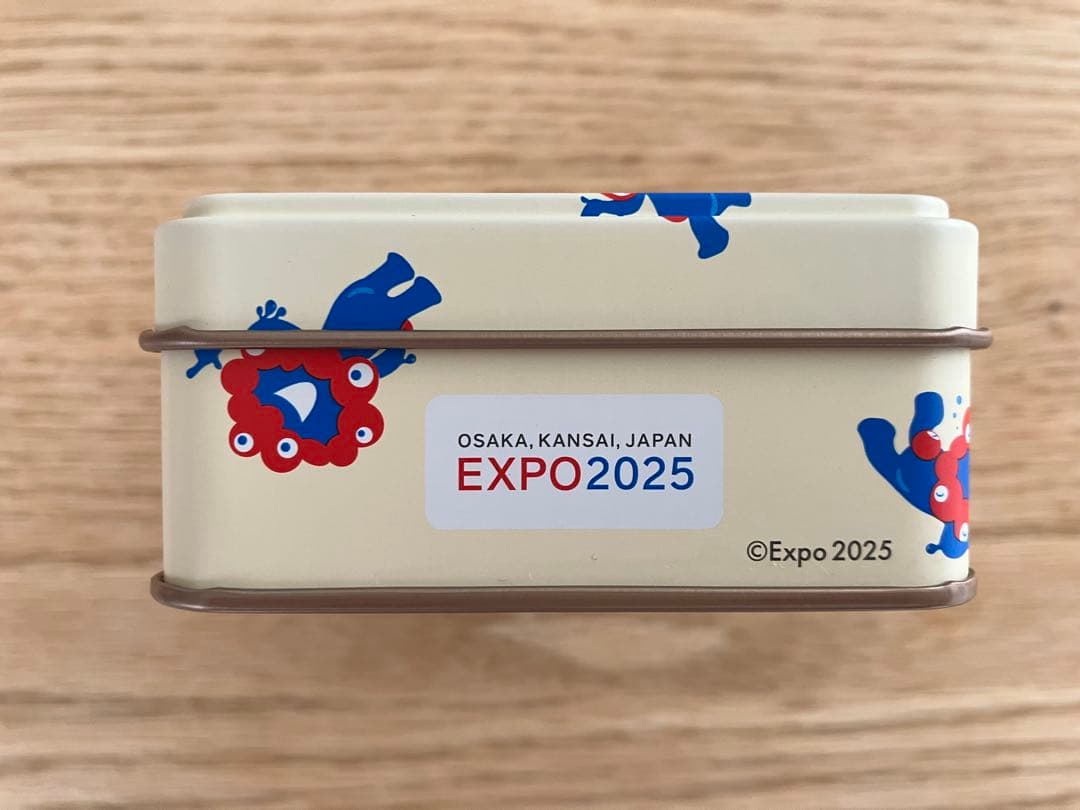 OSAKA, KANSAI, JAPAN
EXPO2025
©Expo 2025